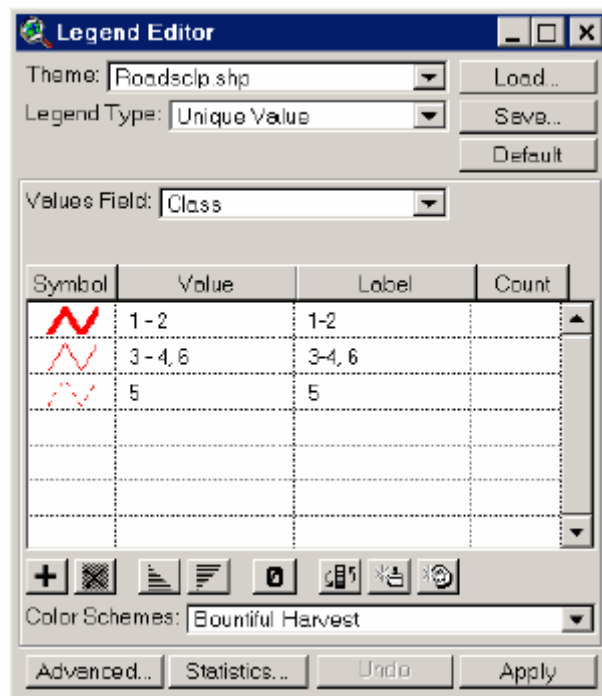 Legend Editor
Theme: Roadsclp.shp Load...
Legend Type: Unique Value Save...
Default
Values Field: Class
Symbol Value Label Count
1 - 2 1-2
3 - 4, 6 3-4, 6
5 5
Color Schemes: Bountiful Harvest
Advanced... Statistics... Undo Apply